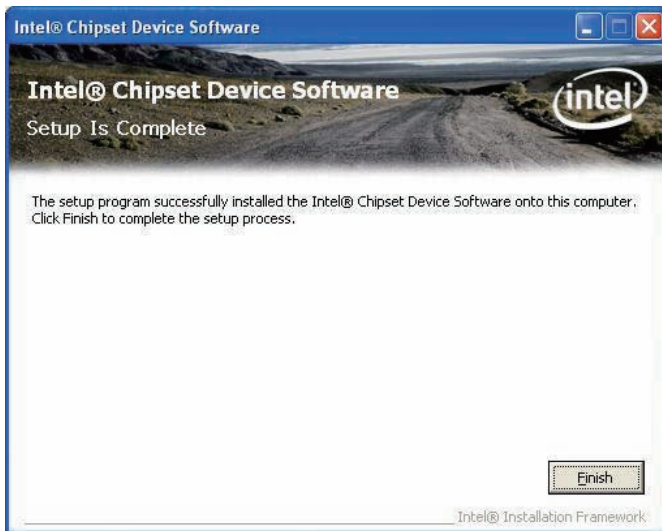 Intel® Chipset Device Software
Intel® Chipset Device Software
intel
Setup Is Complete
The setup program successfully installed the Intel® Chipset Device Software onto this computer.
Click Finish to complete the setup process.
Finish
Intel® Installation Framework